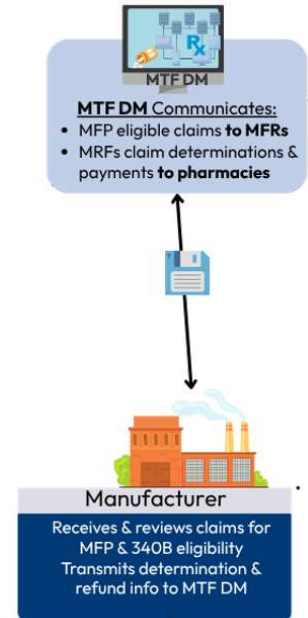 Rx
MTF DM
MTF DM Communicates:
• MFP eligible claims to MFRs
• MRFs claim determinations &
payments to pharmacies
Manufacturer
Receives & reviews claims for
MFP & 340B eligibility
Transmits determination &
refund info to MTF DM